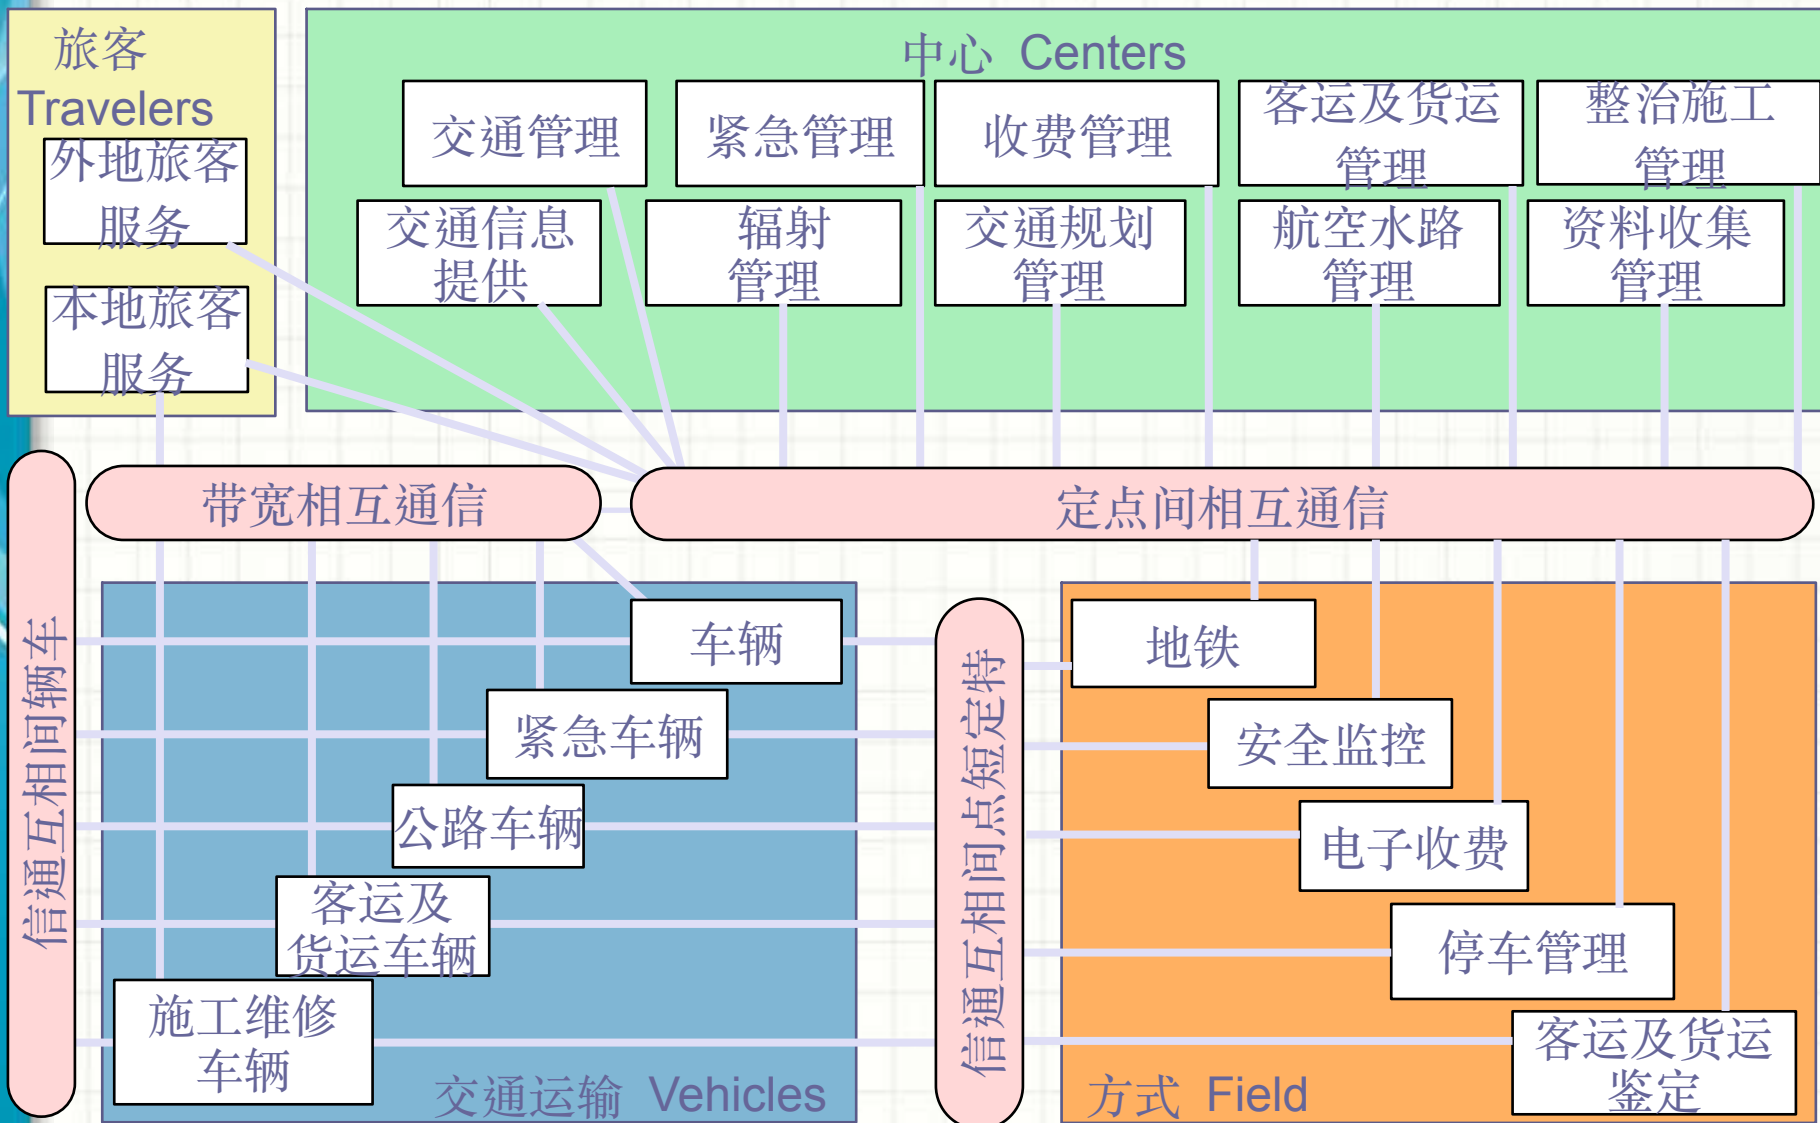 旅客
Travelers
外地旅客
服务
本地旅客
服务
中心 Centers
交通管理
紧急管理
收费管理
客运及货运
管理
整治施工
管理
交通信息
提供
辐射
管理
交通规划
管理
航空水路
管理
资料收集
管理
带宽相互通信
定点间相互通信
信通互相间辆车
车辆
紧急车辆
公路车辆
客运及
货运车辆
施工维修
车辆
交通运输 Vehicles
信通互相间点短定特
地铁
安全监控
电子收费
停车管理
客运及货运
鉴定
方式 Field